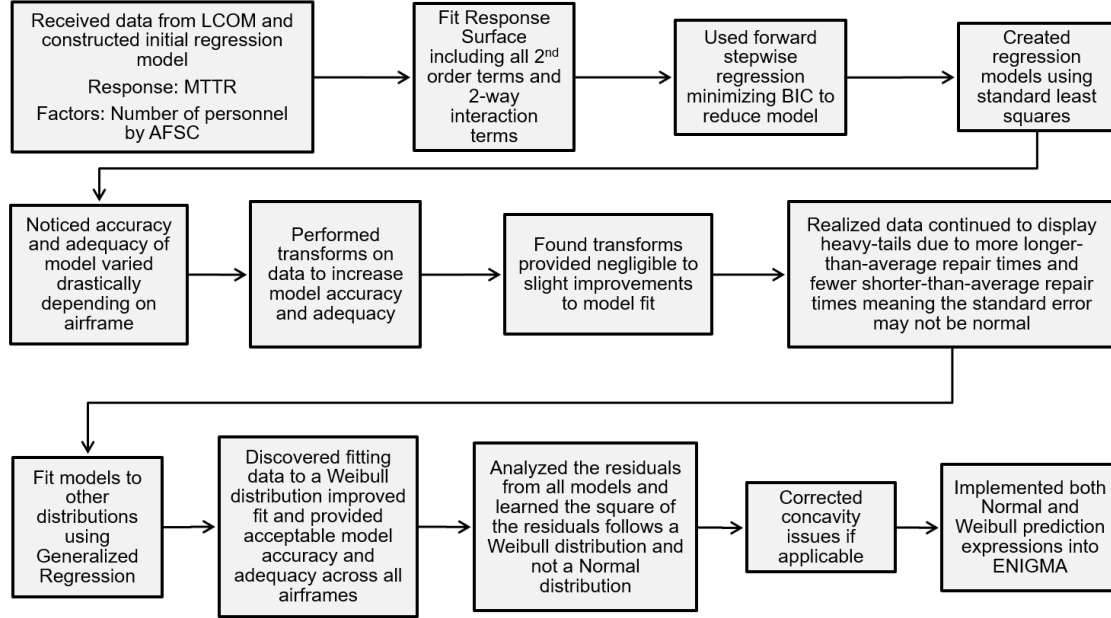 Received data from LCOM and
constructed initial regression
model
Response: MTTR
Factors: Number of personnel
by AFSC
Fit Response
Surface
including all 2nd
order terms and
2-way
interaction
terms
Used forward
stepwise
regression
minimizing BIC to
reduce model
Created
regression
models using
standard least
squares
Noticed accuracy
and adequacy of
model varied
drastically
depending on
airframe
Performed
transforms on
data to increase
model accuracy
and adequacy
Found transforms
provided negligible to
slight improvements
to model fit
Realized data continued to display
heavy-tails due to more longer-
than-average repair times and
fewer shorter-than-average repair
times meaning the standard error
may not be normal
Fit models to
other
distributions
using
Generalized
Regression
Discovered fitting
data to a Weibull
distribution improved
fit and provided
acceptable model
accuracy and
adequacy across all
airframes
Analyzed the residuals
from all models and
learned the square of
the residuals follows a
Weibull distribution and
not a Normal
distribution
Corrected
concavity
issues if
applicable
Implemented both
Normal and
Weibull prediction
expressions into
ENIGMA